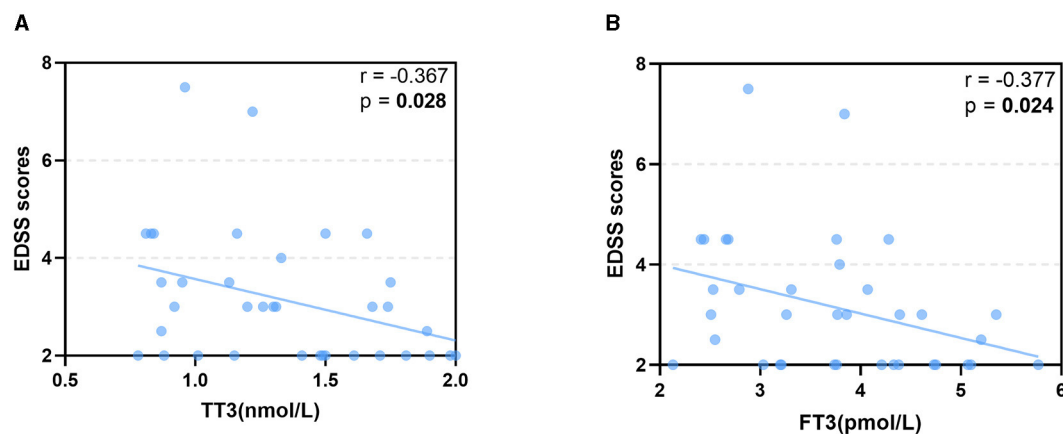 A
B
r = -0.367
p = 0.028
8
6
4
2
EDSS scores
0.5 1.0 1.5 2.0
TT3(nmol/L)
r = -0.377
p = 0.024
8
6
4
2
EDSS scores
2 3 4 5 6
FT3(pmol/L)